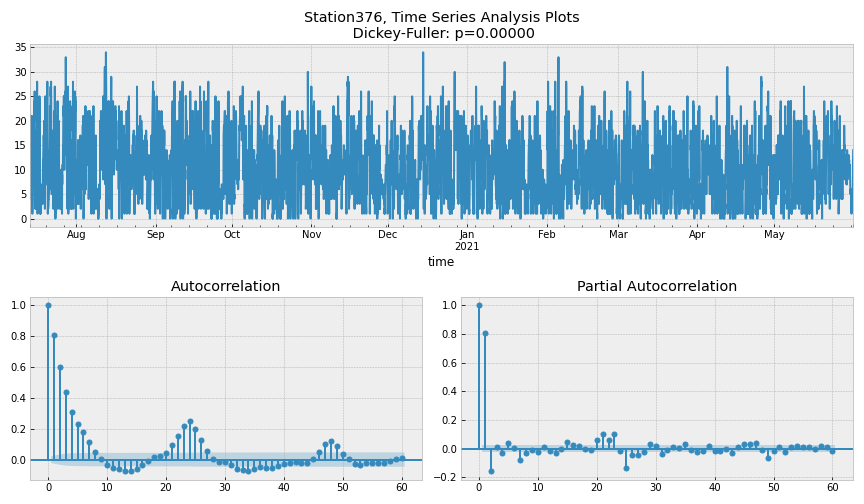 Station376, Time Series Analysis Plots
Dickey-Fuller: p=0.00000
35
30
25
20
15
10
5
0
Aug Sep Oct Nov Dec Jan Feb Mar Apr May
2021
time
Autocorrelation
1.0
0.8
0.6
0.4
0.2
0.0
0 10 20 30 40 50 60
Partial Autocorrelation
1.0
0.8
0.6
0.4
0.2
0.0
−0.2
0 10 20 30 40 50 60